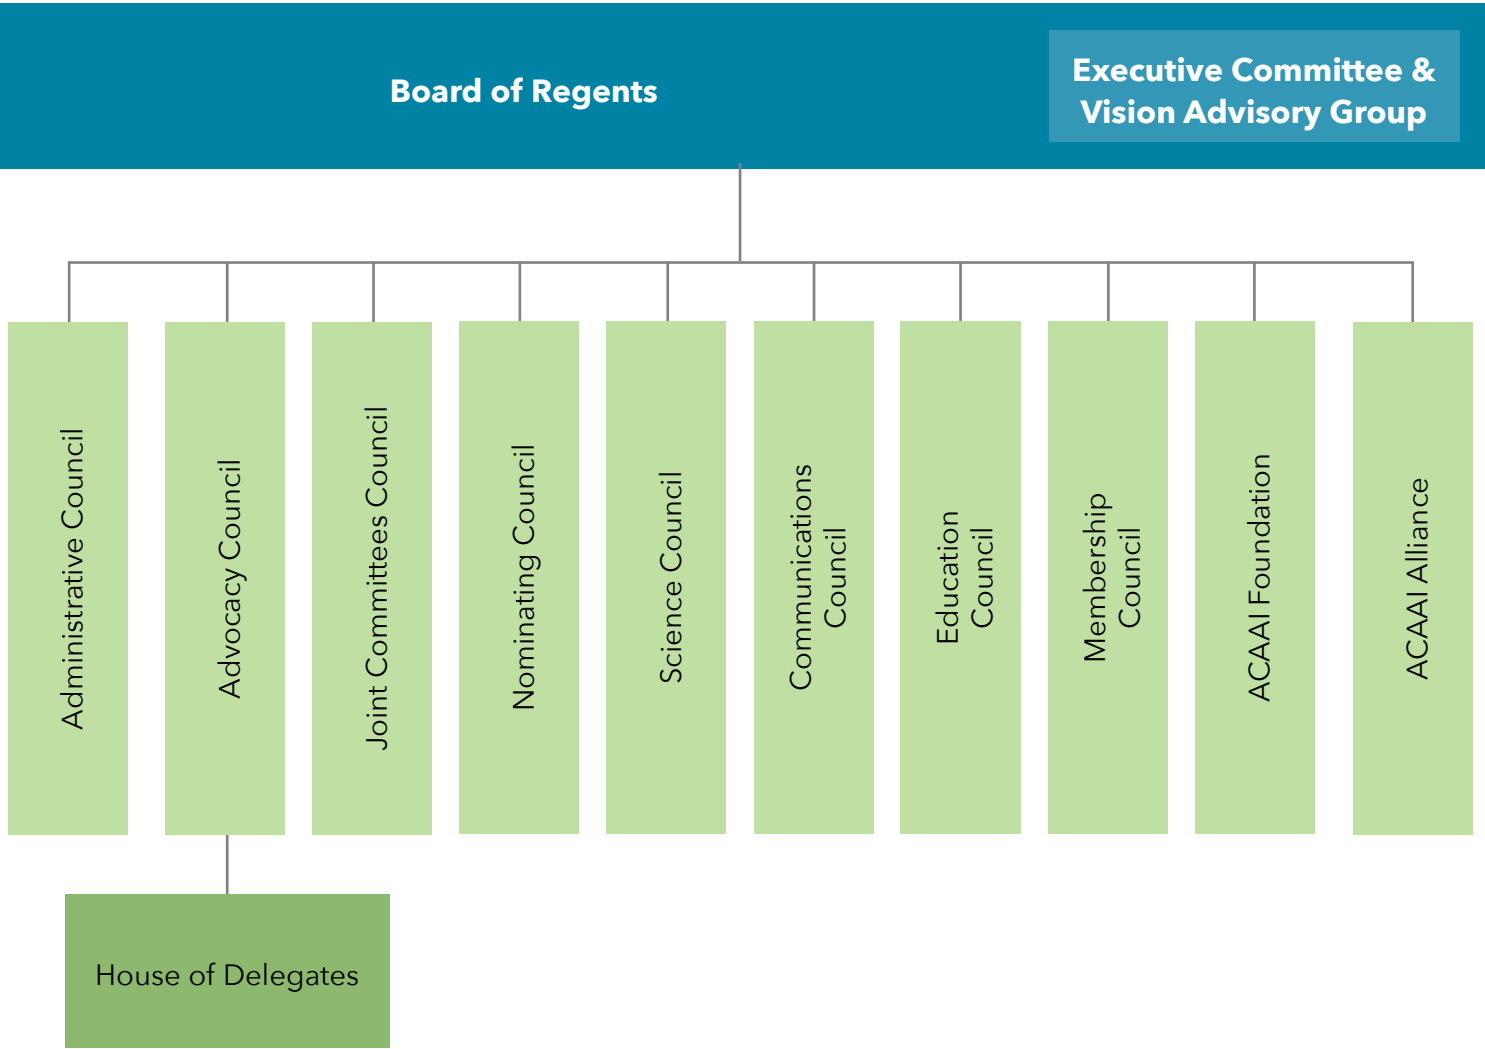 Board of Regents
Executive Committee &
Vision Advisory Group
Administrative Council
Advocacy Council
Joint Committees Council
Nominating Council
Science Council
Communications
Council
Education
Council
Membership
Council
ACAAI Foundation
ACAAI Alliance
House of Delegates